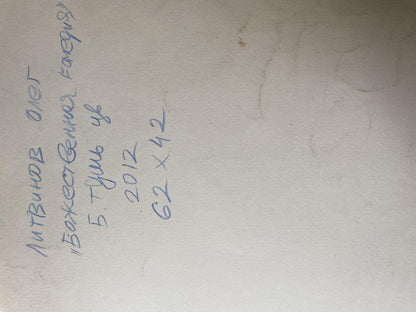 Литвинов Олег
"Божественная комедия"
Б. тушь цв
2012
62 х 42